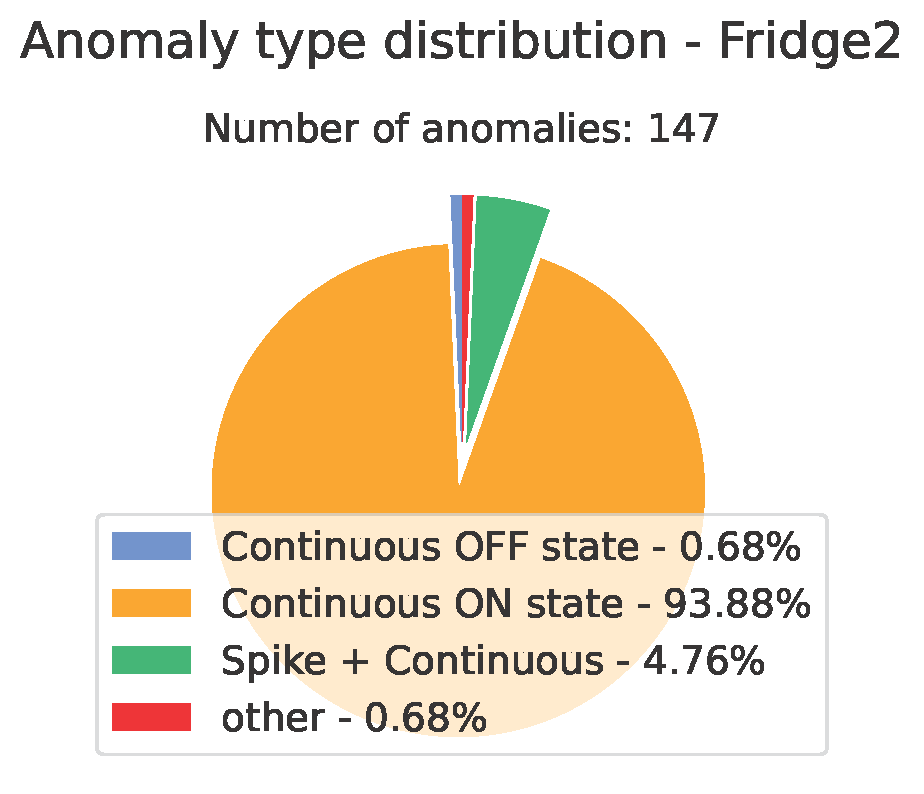 Anomaly type distribution - Fridge2
Number of anomalies: 147
Continuous OFF state - 0.68%
Continuous ON state - 93.88%
Spike + Continuous - 4.76%
other - 0.68%